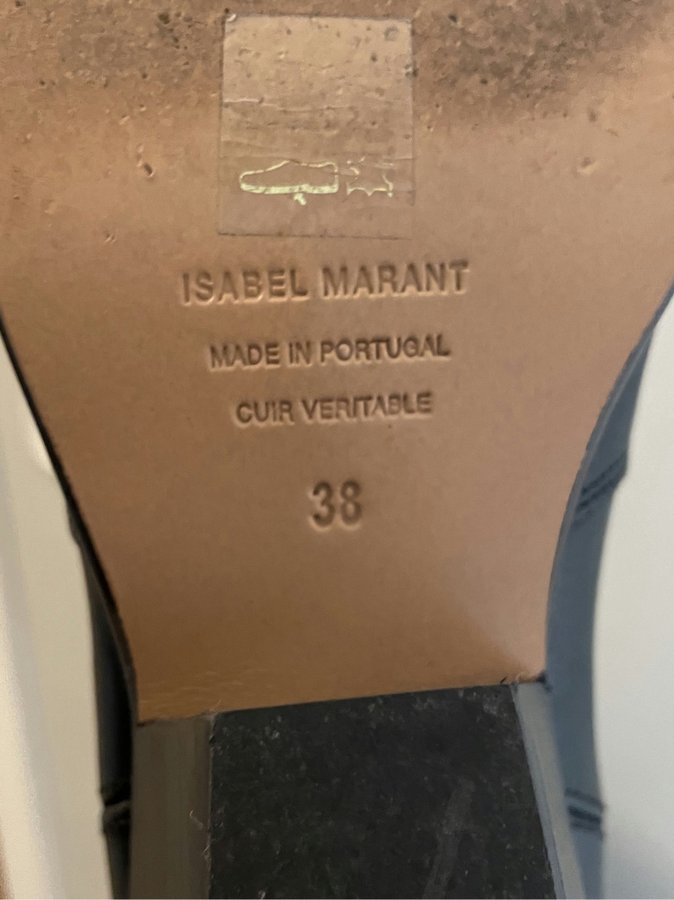 ISABEL MARANT
MADE IN PORTUGAL
CUIR VERITABLE
38